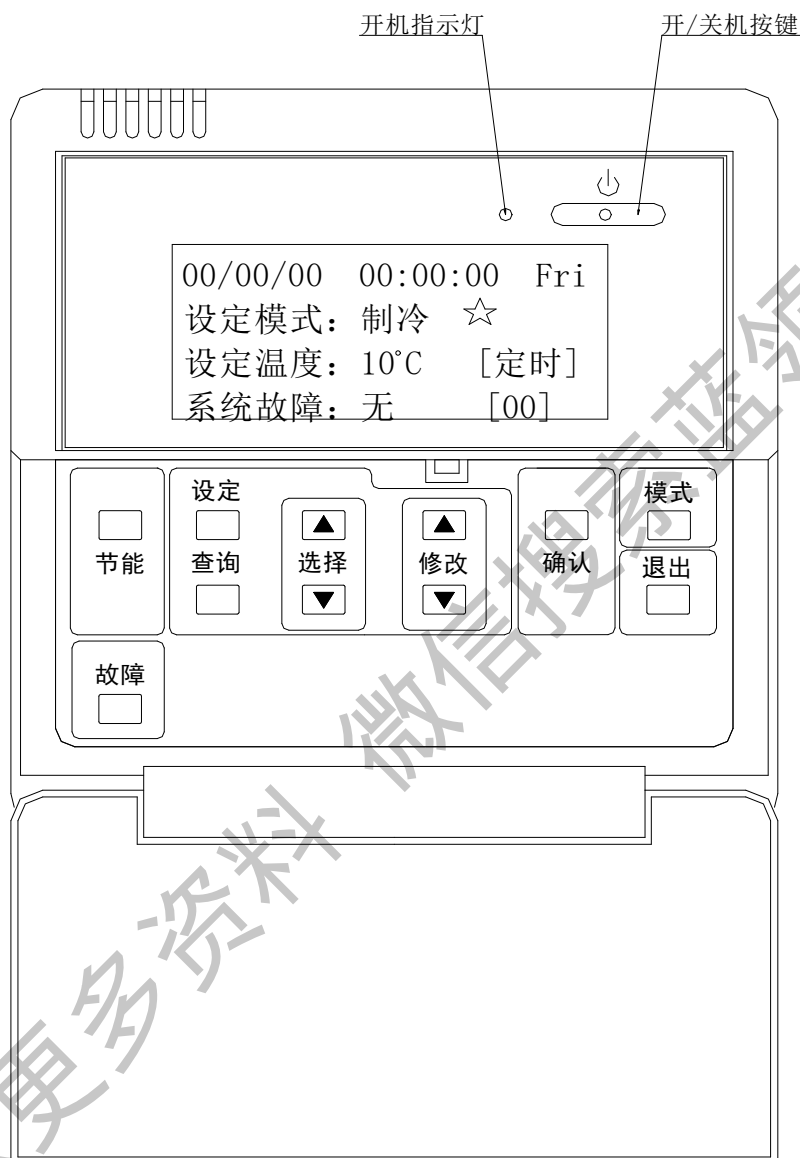 开机指示灯 开/关机按键
00/00/00 00:00:00 Fri
设定模式：制冷 ☆
设定温度：10℃ [定时]
系统故障：无 [00]
设定 模式
节能 查询 选择 修改 确认 退出
故障
更多资料 微信搜索蓝领